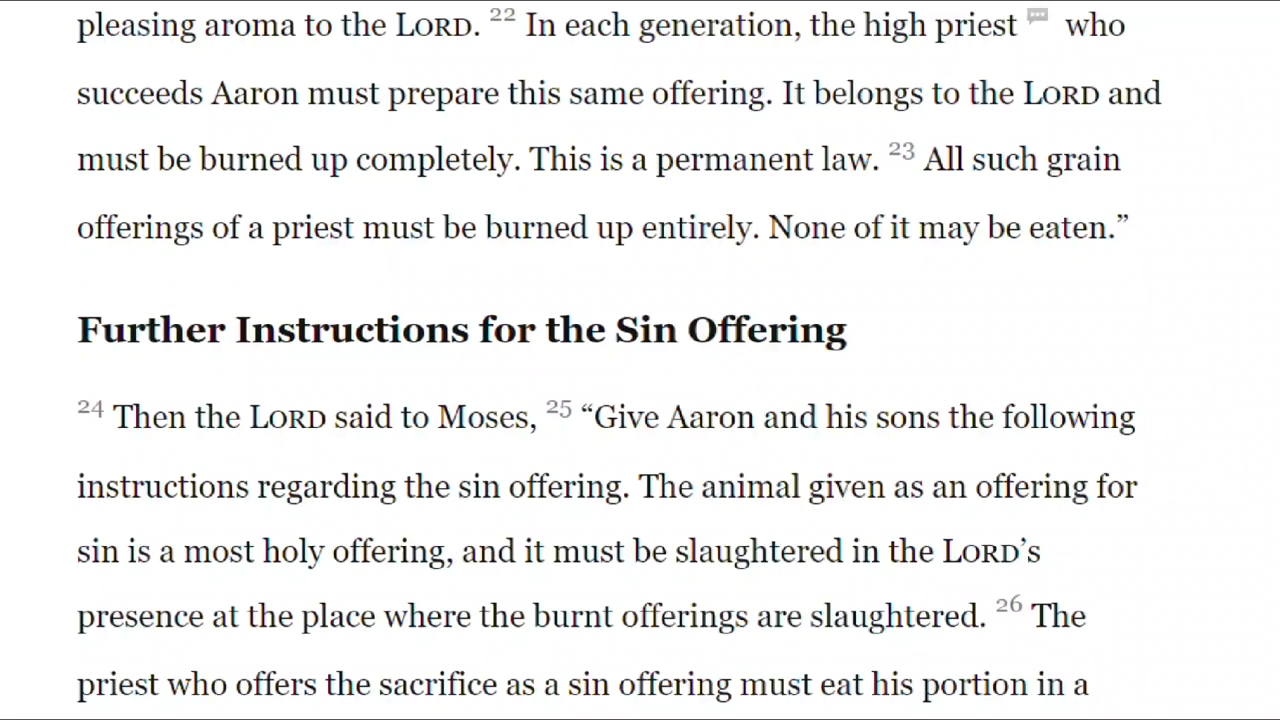 pleasing aroma to the LORD. 22 In each generation, the high priest who
succeeds Aaron must prepare this same offering. It belongs to the LORD and
must be burned up completely. This is a permanent law. 23 All such grain
offerings of a priest must be burned up entirely. None of it may be eaten.”
Further Instructions for the Sin Offering
24 Then the LORD said to Moses, 25 “Give Aaron and his sons the following
instructions regarding the sin offering. The animal given as an offering for
sin is a most holy offering, and it must be slaughtered in the LORD’s
presence at the place where the burnt offerings are slaughtered. 26 The
priest who offers the sacrifice as a sin offering must eat his portion in a